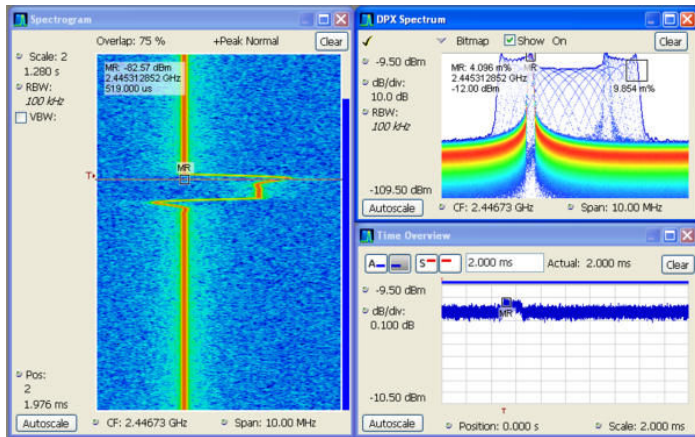 Spectrogram
Overlap: 75 %
+Peak Normal
Clear
Scale: 2
1.280 s
RBW:
100 kHz
VBW:
MR: -82.57 dBm
2.445312852 GHz
519.000 us
MR
T
Pos:
2
1.976 ms
Autoscale
CF: 2.44673 GHz
Span: 10.00 MHz
DPX Spectrum
Bitmap
Show
On
Clear
-9.50 dBm
dB/div:
10.0 dB
RBW:
100 kHz
-109.50 dBm
MR: 4.096 m%
2.445312852 GHz
-12.00 dBm
MR
9.854 m%
Autoscale
CF: 2.44673 GHz
Span: 10.00 MHz
Time Overview
A
S
2.000 ms
Actual: 2.000 ms
Clear
-9.50 dBm
dB/div:
0.100 dB
-10.50 dBm
MR
T
Autoscale
Position: 0.000 s
Scale: 2.000 ms